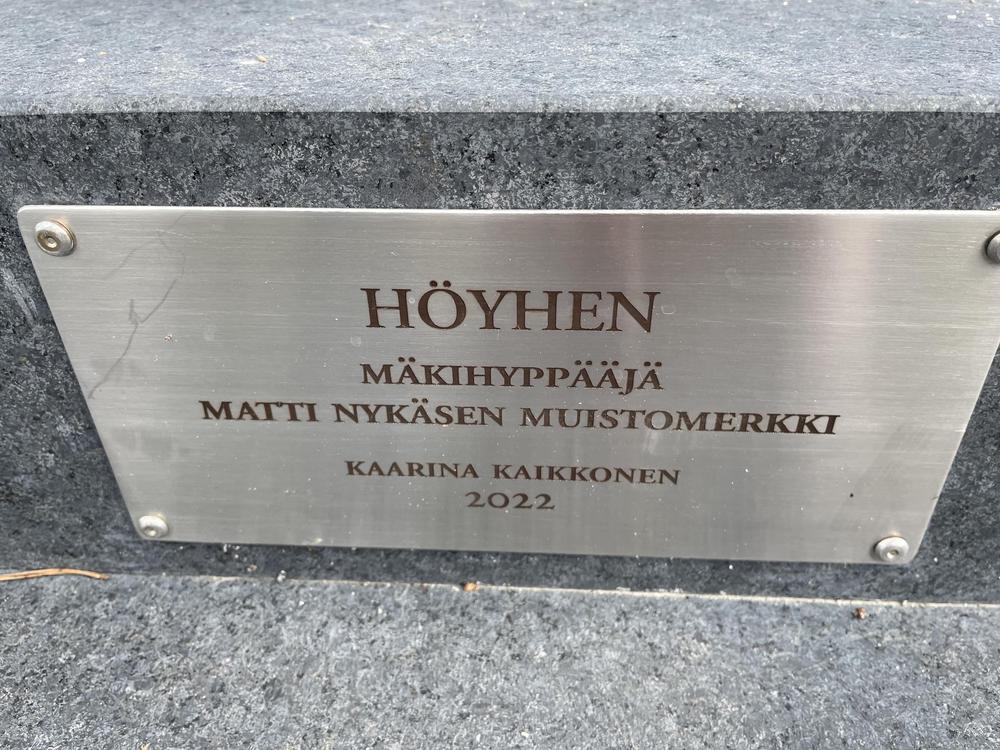 HÖYHEN
MÄKIHYPPÄÄJÄ
MATTI NYKÄSEN MUISTOMERKKI
KAARINA KAIKKONEN
2022